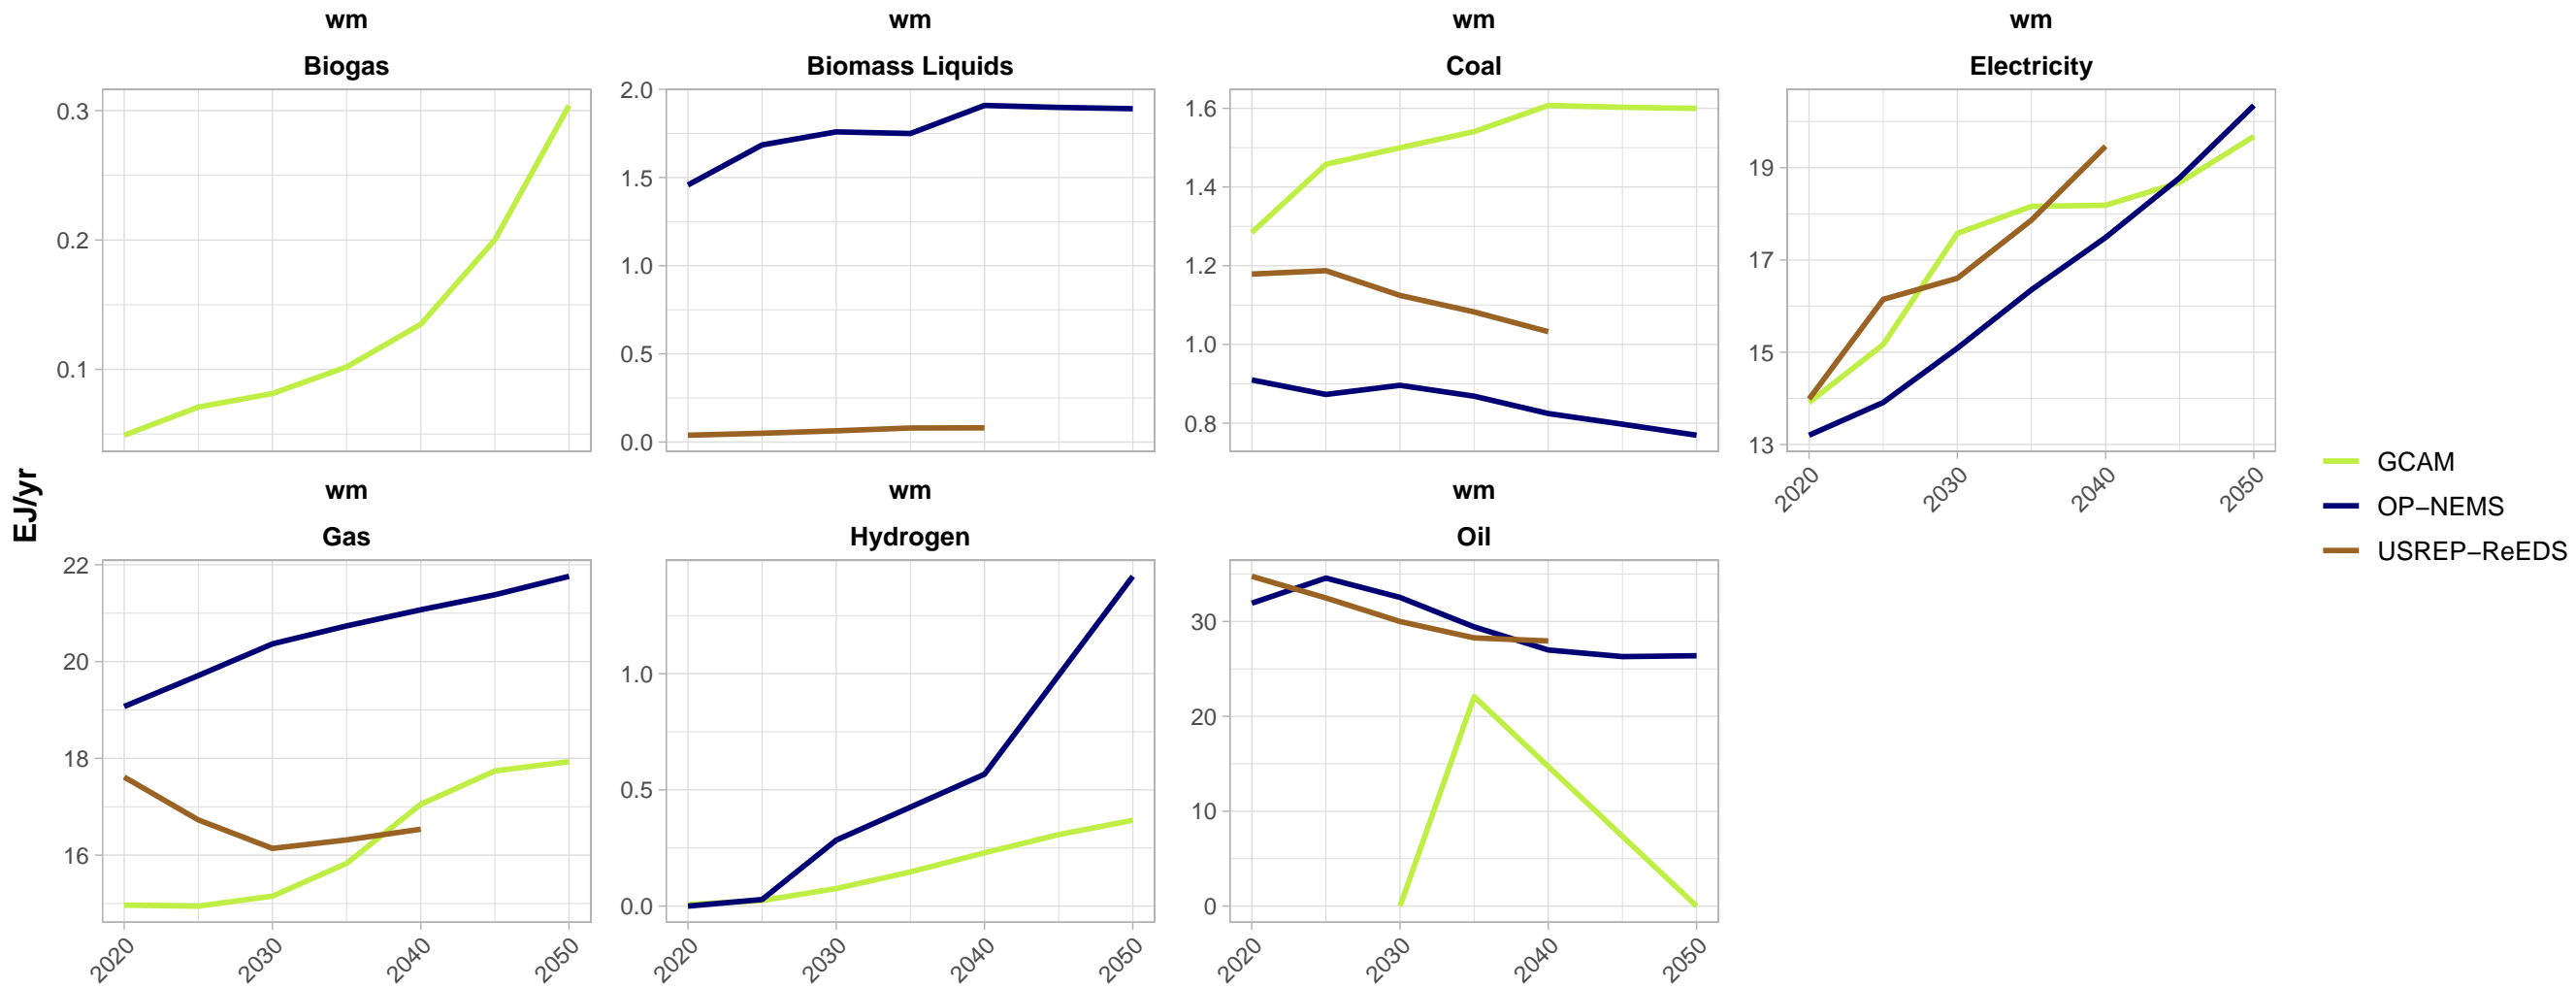 wm
Biogas
0.3
0.2
0.1
wm
Biomass Liquids
2.0
1.5
1.0
0.5
0.0
wm
Coal
1.6
1.4
1.2
1.0
0.8
wm
Electricity
19
17
15
13
2020
2030
2040
2050
EJ/yr
wm
Gas
22
20
18
16
2020
2030
2040
2050
wm
Hydrogen
1.0
0.5
0.0
2020
2030
2040
2050
wm
Oil
30
20
10
0
2020
2030
2040
2050
GCAM
OP−NEMS
USREP−ReEDS